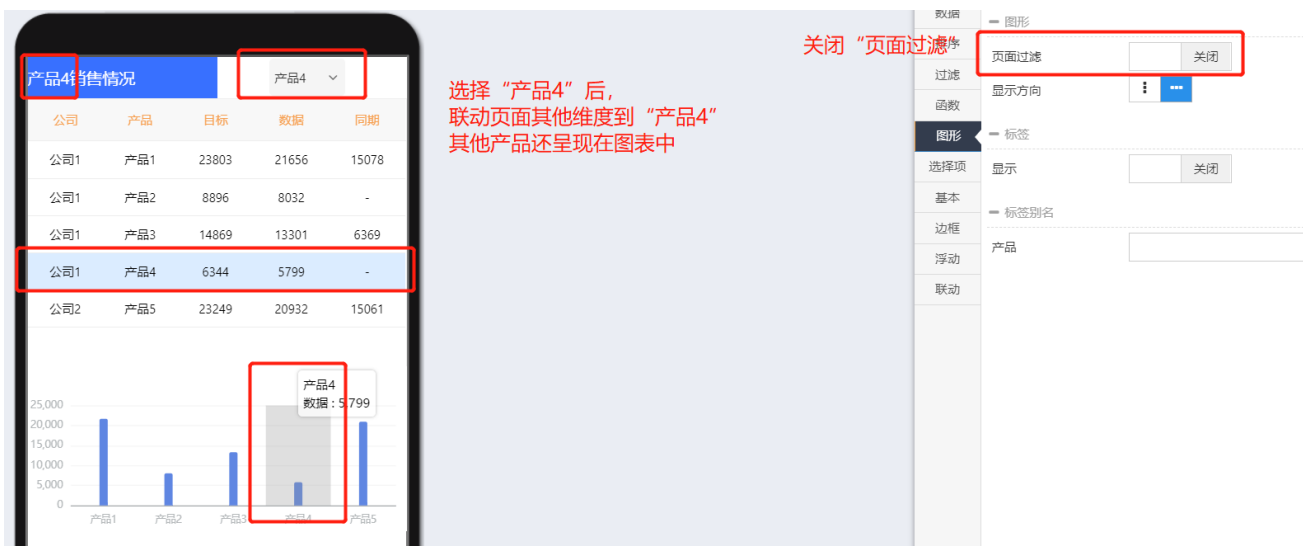 产品4销售情况
产品4
公司 产品 目标 数据 同期
公司1 产品1 23803 21656 15078
公司1 产品2 8896 8032 -
公司1 产品3 14869 13301 6369
公司1 产品4 6344 5799 -
公司2 产品5 23249 20932 15061
产品4
数据 : 5,799
25,000
20,000
15,000
10,000
5,000
0
产品1 产品2 产品3 产品4 产品5
选择“产品4”后,
联动页面其他维度到“产品4”
其他产品还呈现在图表中
关闭“页面过滤”
数据
过滤
函数
图形
选择项
基本
边框
浮动
联动
图形
页面过滤 关闭
显示方向
标签
显示 关闭
标签别名
产品